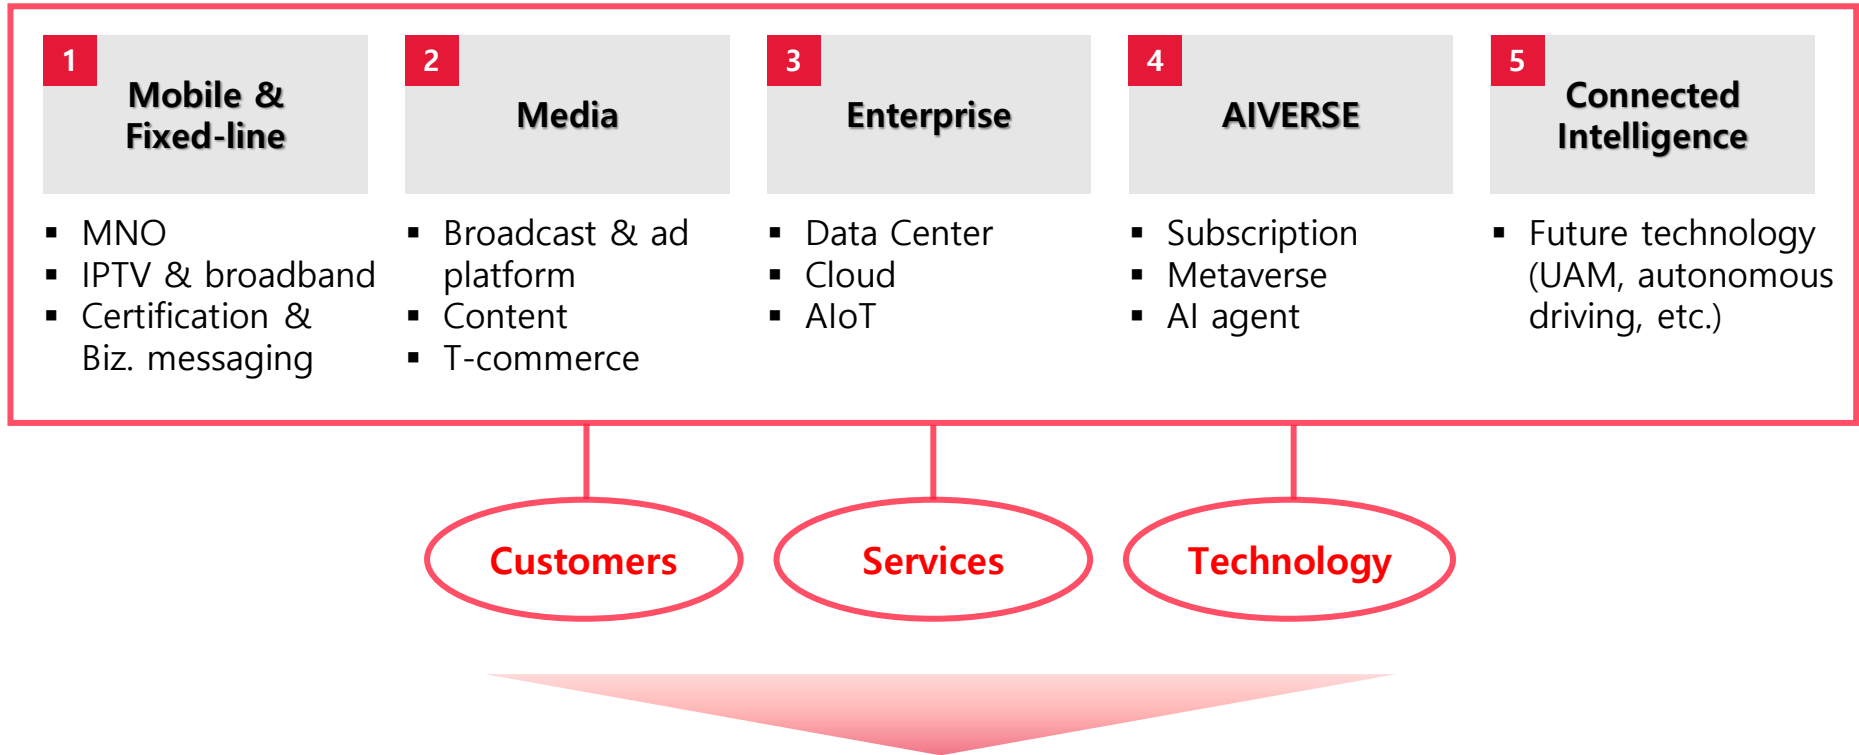 1
Mobile &
Fixed-line
▪ MNO
▪ IPTV & broadband
▪ Certification &
Biz. messaging
2
Media
▪ Broadcast & ad
platform
▪ Content
▪ T-commerce
3
Enterprise
▪ Data Center
▪ Cloud
▪ AIoT
4
AIVERSE
▪ Subscription
▪ Metaverse
▪ AI agent
5
Connected
Intelligence
▪ Future technology
(UAM, autonomous
driving, etc.)
Customers
Services
Technology